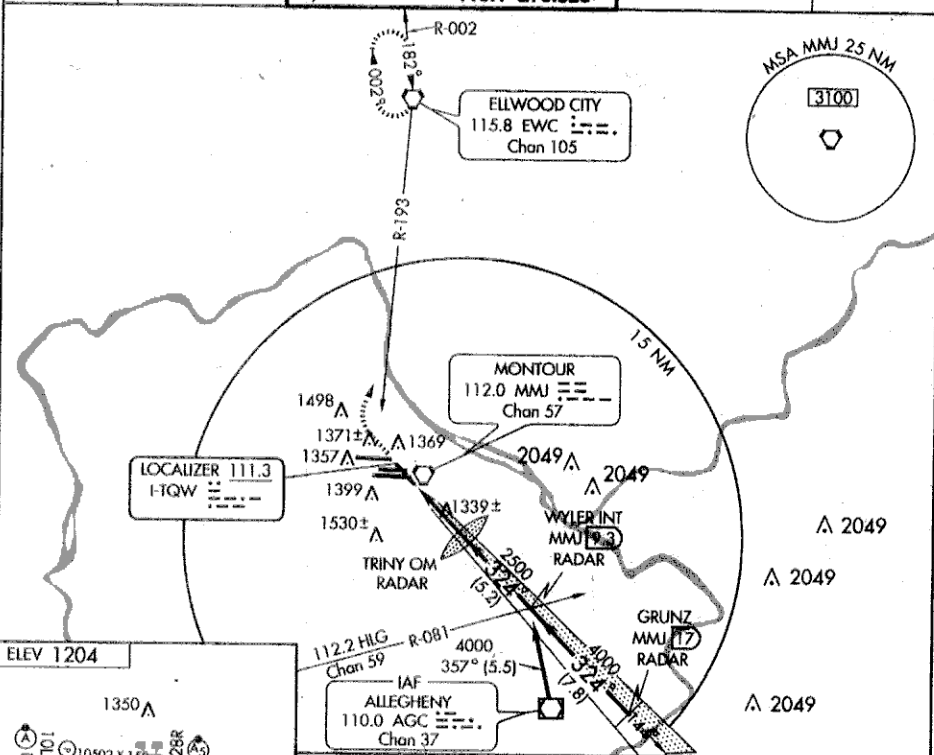 R-002
182°
002°
ELLWOOD CITY
115.8 EWC
Chan 105
MSA MMJ 25 NM
3100
R-193
15 NM
MONTOUR
112.0 MMJ
Chan 57
1498
1371±
1369
1357
LOCALIZER 111.3
I-TQW
1399
1530±
1339±
2049
2049
2049
2049
2049
TRINY OM
RADAR
WYLER INT
MMJ 9.3
RADAR
2500
324°
(5.2)
GRUNZ
MMJ 17
RADAR
4000
324°
(7.8)
112.2 HLG
Chan 59
R-081
4000
357° (5.5)
IAF
ALLEGHENY
110.0 AGC
Chan 37
ELEV 1204
1350
A
10L
28R
A5